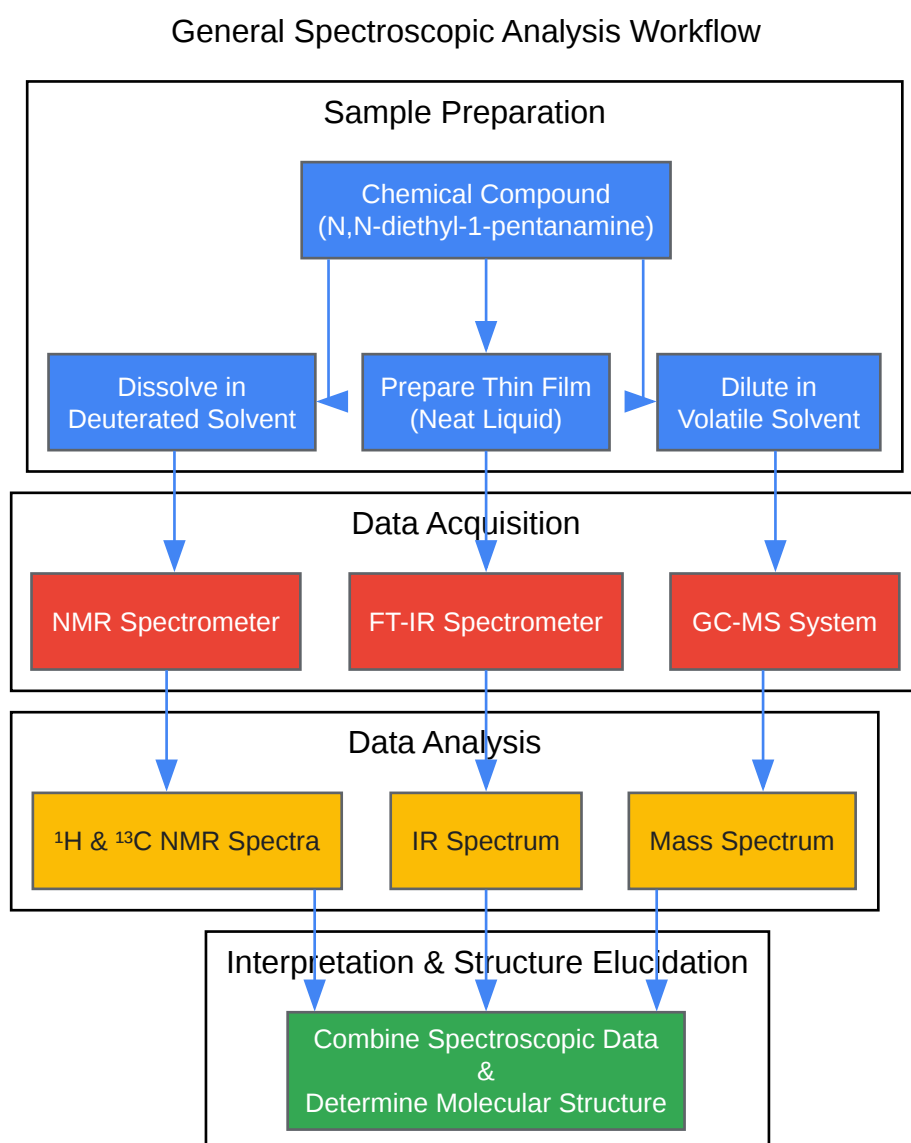 General Spectroscopic Analysis Workflow
Sample Preparation
Chemical Compound
(N,N-diethyl-1-pentanamine)
Dissolve in
Deuterated Solvent
Prepare Thin Film
(Neat Liquid)
Dilute in
Volatile Solvent
Data Acquisition
NMR Spectrometer
FT-IR Spectrometer
GC-MS System
Data Analysis
¹H & ¹³C NMR Spectra
IR Spectrum
Mass Spectrum
Interpretation & Structure Elucidation
Combine Spectroscopic Data
&
Determine Molecular Structure